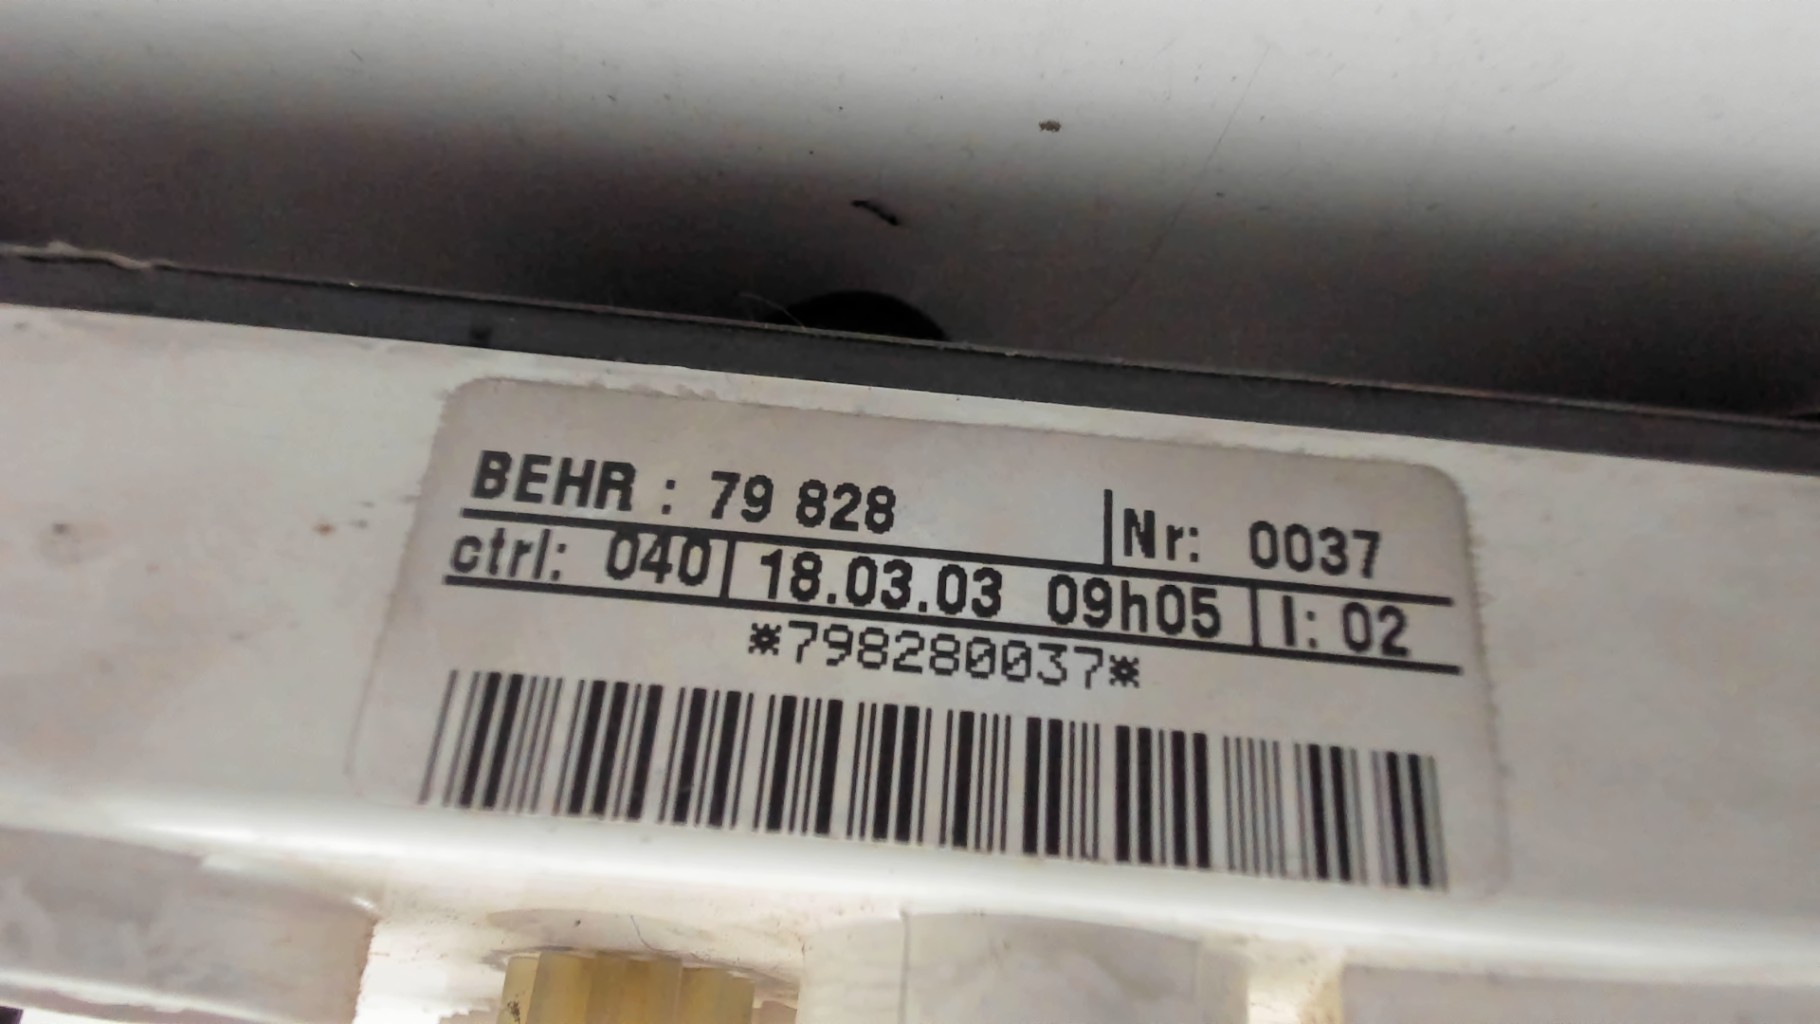 BEHR : 79 828 Nr: 0037
ctrl: 040 18.03.03 09h05 I: 02
*798280037*